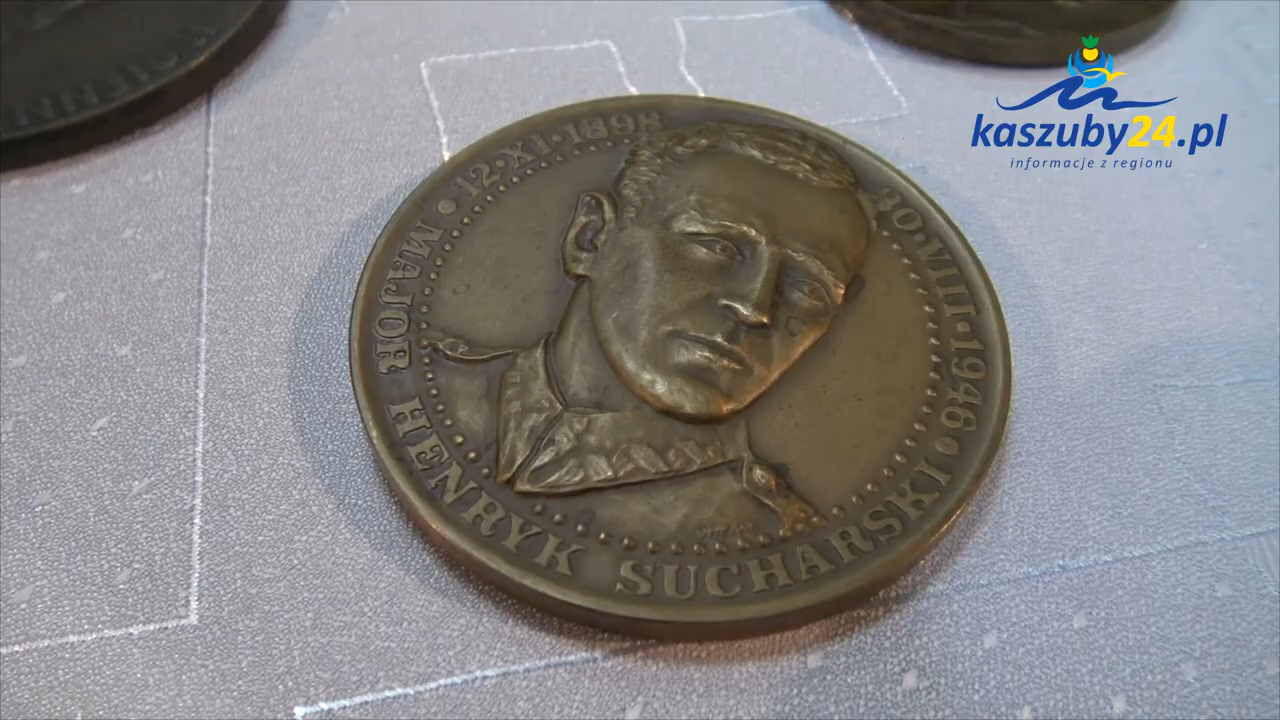 12·XI·1898
30·VIII·1946
MAJOR HENRYK SUCHARSKI
kaszuby24.pl
informacje z regionu